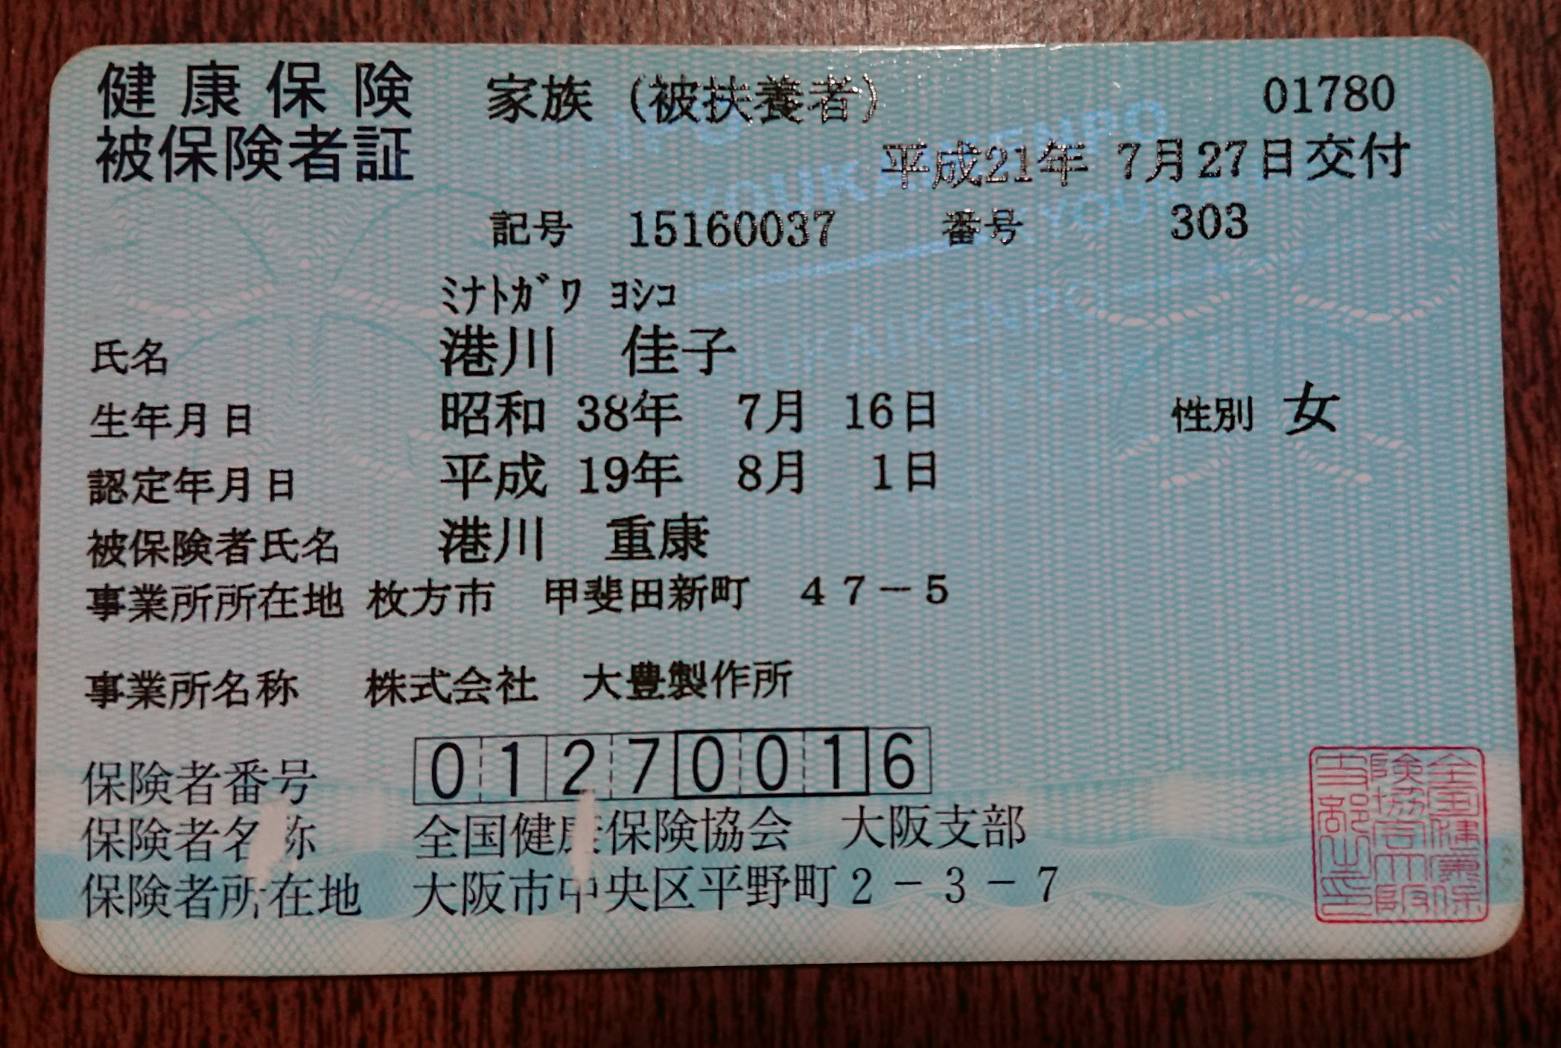 健康保険 家族（被扶養者） 01780
被保険者証 平成21年 7月27日交付
記号 15160037 番号 303
ﾐﾅﾄｶﾞﾜ ﾖｼｺ
氏名 港川 佳子
生年月日 昭和 38年 7月 16日 性別 女
認定年月日 平成 19年 8月 1日
被保険者氏名 港川 重康
事業所所在地 枚方市 甲斐田新町 ４７－５
事業所名称 株式会社 大豊製作所
保険者番号 01270016
保険者名称 全国健康保険協会 大阪支部
保険者所在地 大阪市中央区平野町２－３－７